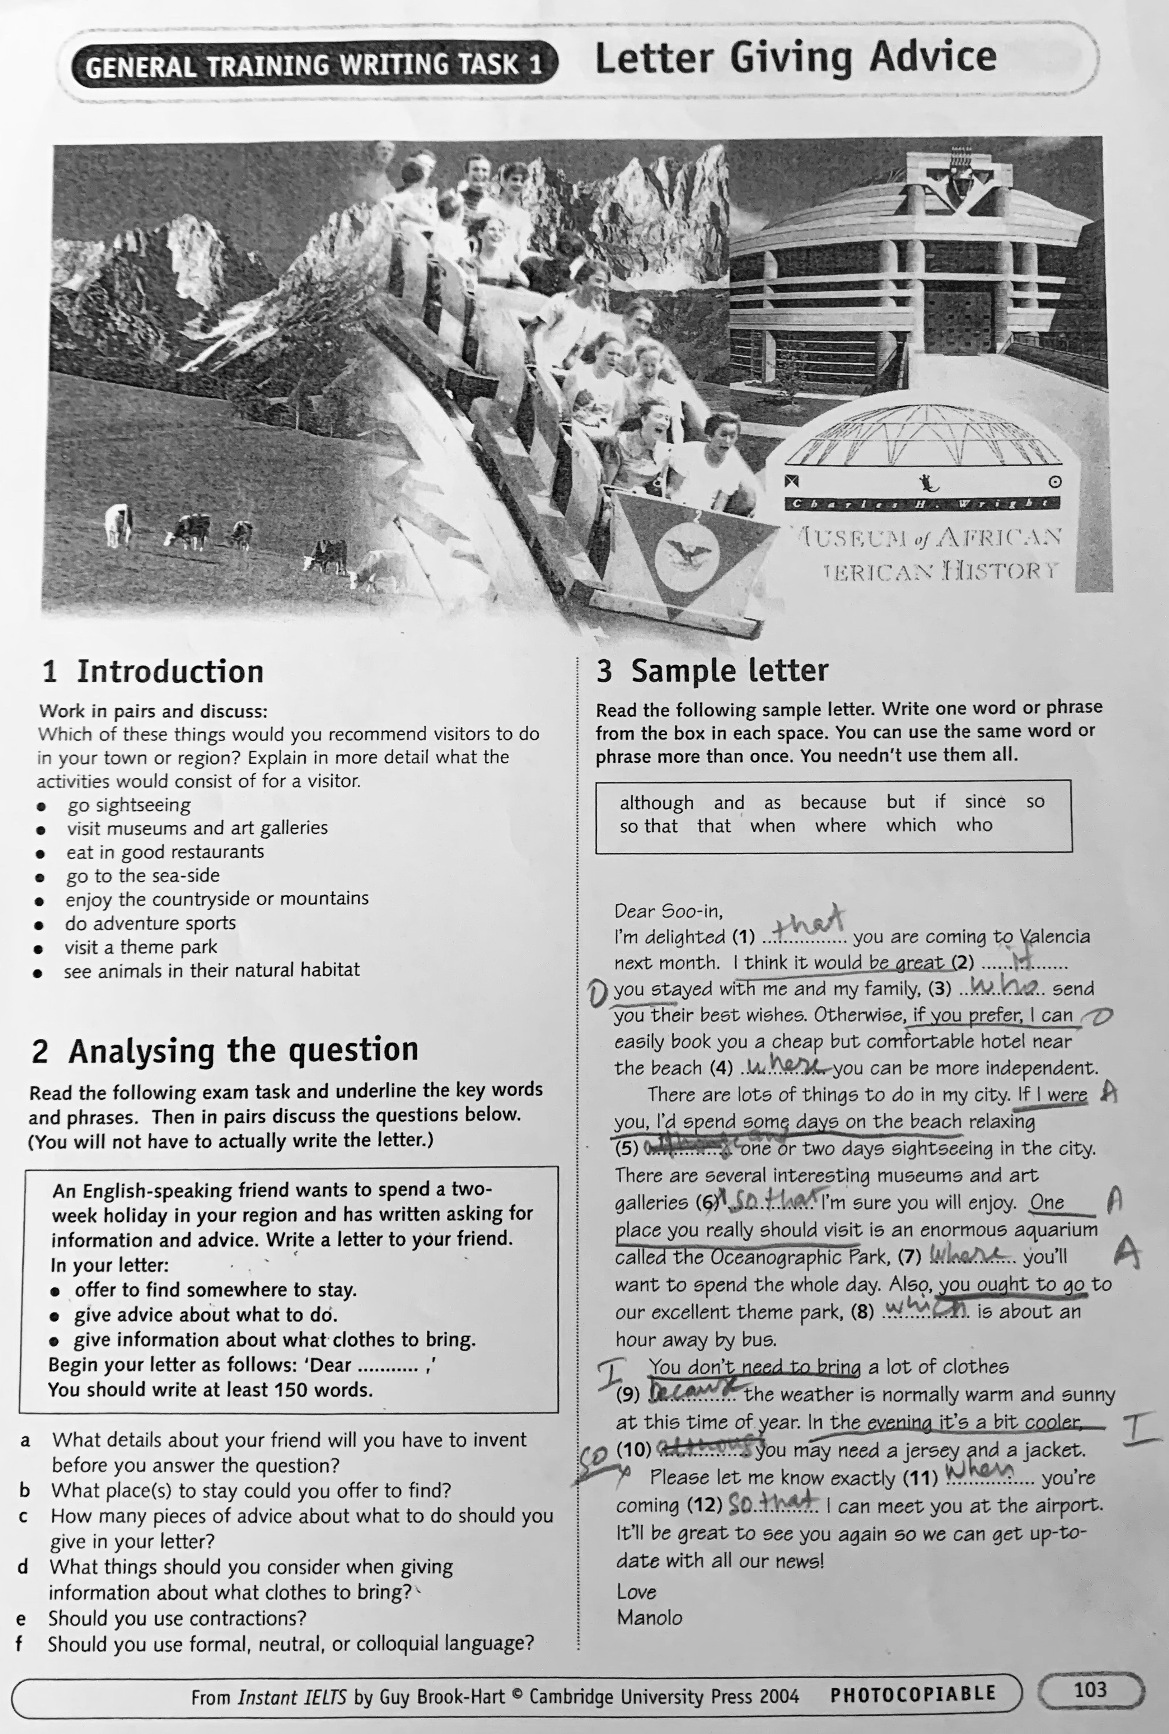 GENERAL TRAINING WRITING TASK 1 Letter Giving Advice
Charles H. Wright
MUSEUM of AFRICAN
ERICAN HISTORY
1 Introduction
Work in pairs and discuss:
Which of these things would you recommend visitors to do
in your town or region? Explain in more detail what the
activities would consist of for a visitor.
• go sightseeing
• visit museums and art galleries
• eat in good restaurants
• go to the sea-side
• enjoy the countryside or mountains
• do adventure sports
• visit a theme park
• see animals in their natural habitat
2 Analysing the question
Read the following exam task and underline the key words
and phrases. Then in pairs discuss the questions below.
(You will not have to actually write the letter.)
An English-speaking friend wants to spend a two-
week holiday in your region and has written asking for
information and advice. Write a letter to your friend.
In your letter:
• offer to find somewhere to stay.
• give advice about what to do.
• give information about what clothes to bring.
Begin your letter as follows: 'Dear ........... ,'
You should write at least 150 words.
a What details about your friend will you have to invent
before you answer the question?
b What place(s) to stay could you offer to find?
c How many pieces of advice about what to do should you
give in your letter?
d What things should you consider when giving
information about what clothes to bring?
e Should you use contractions?
f Should you use formal, neutral, or colloquial language?
3 Sample letter
Read the following sample letter. Write one word or phrase
from the box in each space. You can use the same word or
phrase more than once. You needn't use them all.
although and as because but if since so
so that that when where which who
Dear Soo-in,
I'm delighted (1) that you are coming to Valencia
next month. I think it would be great (2) if
O you stayed with me and my family, (3) who send
you their best wishes. Otherwise, if you prefer, I can O
easily book you a cheap but comfortable hotel near
the beach (4) where you can be more independent.
There are lots of things to do in my city. If I were A
you, I'd spend some days on the beach relaxing
(5) and one or two days sightseeing in the city.
There are several interesting museums and art
galleries (6) so that I'm sure you will enjoy. One A
place you really should visit is an enormous aquarium
called the Oceanographic Park, (7) where you'll A
want to spend the whole day. Also, you ought to go to
our excellent theme park, (8) which is about an
hour away by bus.
I You don't need to bring a lot of clothes
(9) because the weather is normally warm and sunny
at this time of year. In the evening it's a bit cooler, I
so (10) although you may need a jersey and a jacket.
Please let me know exactly (11) when you're
coming (12) so that I can meet you at the airport.
It'll be great to see you again so we can get up-to-
date with all our news!
Love
Manolo
From Instant IELTS by Guy Brook-Hart © Cambridge University Press 2004 PHOTOCOPIABLE 103